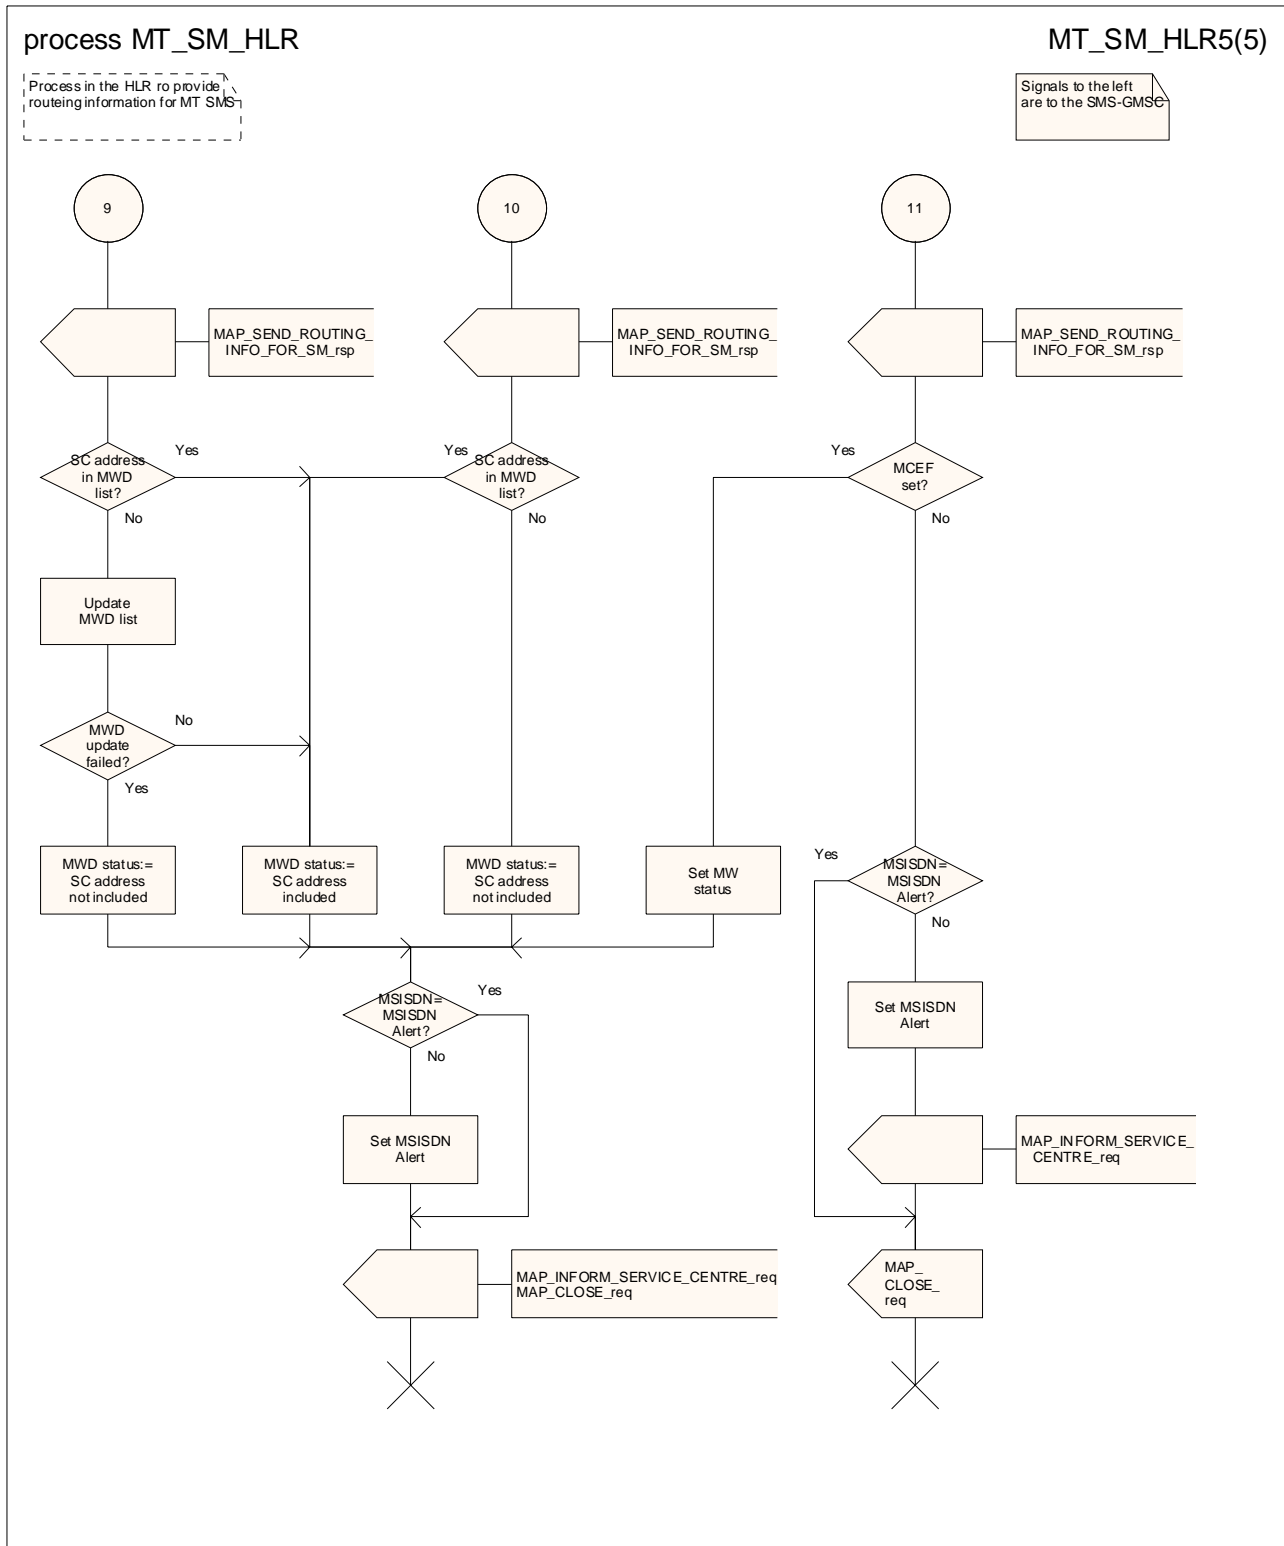 process MT_SM_HLR
MT_SM_HLR5(5)
Process in the HLR ro provide
routeing information for MT SMS
Signals to the left
are to the SMS-GMSC
9
10
11
MAP_SEND_ROUTING_
INFO_FOR_SM_rsp
MAP_SEND_ROUTING_
INFO_FOR_SM_rsp
MAP_SEND_ROUTING_
INFO_FOR_SM_rsp
SC address
in MWD
list?
Yes
No
Yes
SC address
in MWD
list?
No
Yes
MCEF
set?
No
Update
MWD list
MWD
update
failed?
No
Yes
MWD status:=
SC address
not included
MWD status:=
SC address
included
MWD status:=
SC address
not included
Set MW
status
Yes
MSISDN=
MSISDN
Alert?
No
MSISDN=
MSISDN
Alert?
Yes
No
Set MSISDN
Alert
Set MSISDN
Alert
MAP_INFORM_SERVICE_
CENTRE_req
MAP_INFORM_SERVICE_CENTRE_req
MAP_CLOSE_req
MAP_
CLOSE_
req